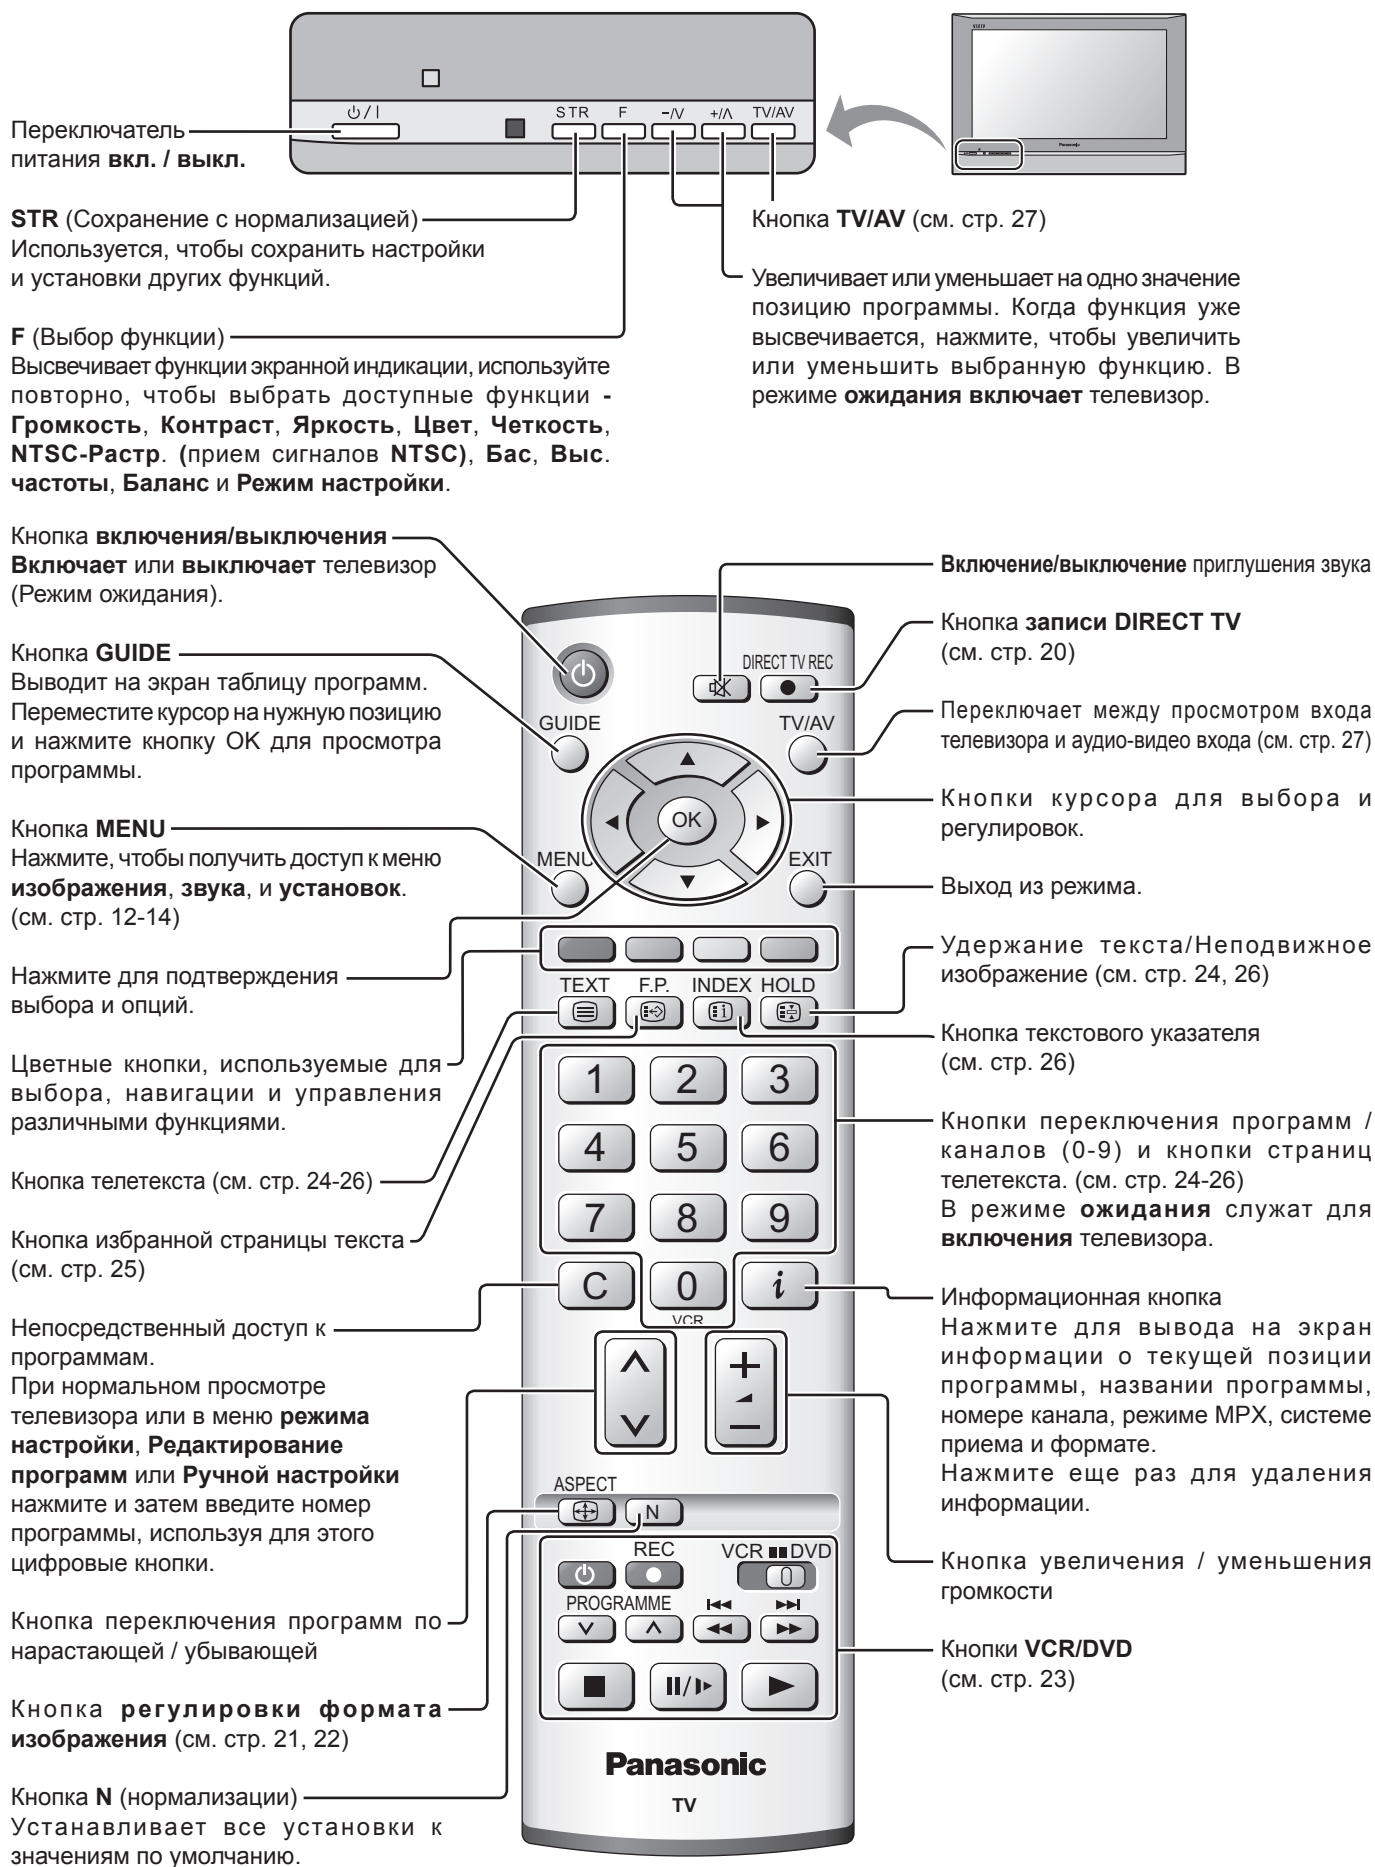 ⏻/I
STR
F
−/V
+/Λ
TV/AV
Panasonic
Переключатель
питания вкл. / выкл.
STR (Сохранение с нормализацией)
Используется, чтобы сохранить настройки
и установки других функций.
F (Выбор функции)
Высвечивает функции экранной индикации, используйте
повторно, чтобы выбрать доступные функции -
Громкость, Контраст, Яркость, Цвет, Четкость,
NTSC-Растр. (прием сигналов NTSC), Бас, Выс.
частоты, Баланс и Режим настройки.
Кнопка TV/AV (см. стр. 27)
Увеличивает или уменьшает на одно значение
позицию программы. Когда функция уже
высвечивается, нажмите, чтобы увеличить
или уменьшить выбранную функцию. В
режиме ожидания включает телевизор.
Кнопка включения/выключения
Включает или выключает телевизор
(Режим ожидания).
Кнопка GUIDE
Выводит на экран таблицу программ.
Переместите курсор на нужную позицию
и нажмите кнопку OK для просмотра
программы.
Кнопка MENU
Нажмите, чтобы получить доступ к меню
изображения, звука, и установок.
(см. стр. 12-14)
Нажмите для подтверждения
выбора и опций.
Цветные кнопки, используемые для
выбора, навигации и управления
различными функциями.
Кнопка телетекста (см. стр. 24-26)
Кнопка избранной страницы текста
(см. стр. 25)
Непосредственный доступ к
программам.
При нормальном просмотре
телевизора или в меню режима
настройки, Редактирование
программ или Ручной настройки
нажмите и затем введите номер
программы, используя для этого
цифровые кнопки.
Кнопка переключения программ по
нарастающей / убывающей
Кнопка регулировки формата
изображения (см. стр. 21, 22)
Кнопка N (нормализации)
Устанавливает все установки к
значениям по умолчанию.
DIRECT TV REC
GUIDE
TV/AV
OK
MENU
EXIT
TEXT
F.P.
INDEX
HOLD
1
2
3
4
5
6
7
8
9
C
0
i
VCR
+
−
ASPECT
N
REC
VCR
DVD
PROGRAMME
Panasonic
TV
Включение/выключение приглушения звука
Кнопка записи DIRECT TV
(см. стр. 20)
Переключает между просмотром входа
телевизора и аудио-видео входа (см. стр. 27)
Кнопки курсора для выбора и
регулировок.
Выход из режима.
Удержание текста/Неподвижное
изображение (см. стр. 24, 26)
Кнопка текстового указателя
(см. стр. 26)
Кнопки переключения программ /
каналов (0-9) и кнопки страниц
телетекста. (см. стр. 24-26)
В режиме ожидания служат для
включения телевизора.
Информационная кнопка
Нажмите для вывода на экран
информации о текущей позиции
программы, названии программы,
номере канала, режиме MPX, системе
приема и формате.
Нажмите еще раз для удаления
информации.
Кнопка увеличения / уменьшения
громкости
Кнопки VCR/DVD
(см. стр. 23)